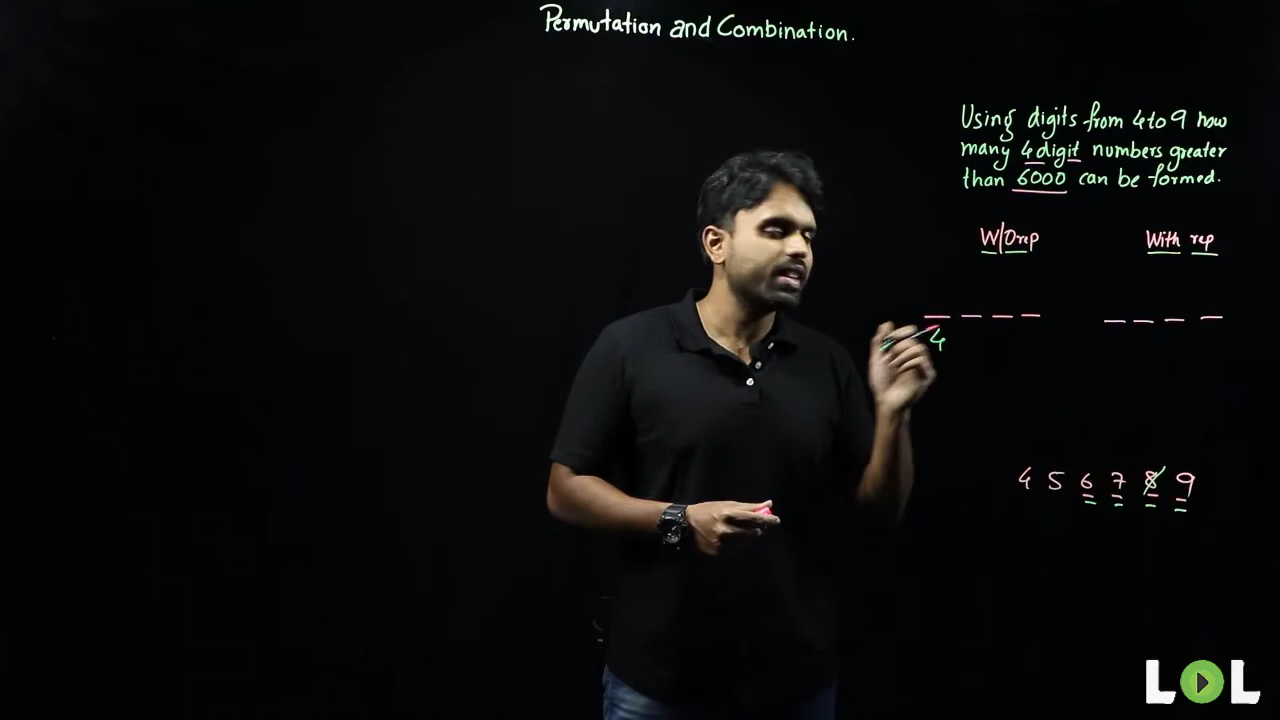 Permutation and Combination.
Using digits from 4 to 9 how
many 4 digit numbers greater
than 6000 can be formed.
W/O rep With rep
4
4 5 6 7 8 9
LOL